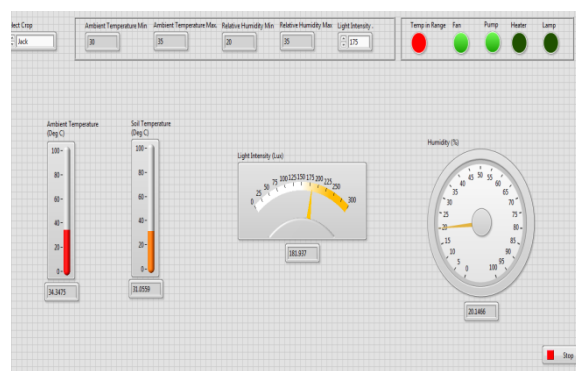 lect Crop
Jack
Ambient Temperature Min
30
Ambient Temperature Max.
35
Relative Humidity Min
20
Relative Humidity Max
35
Light Intensity .
175
Temp in Range
Fan
Pump
Heater
Lamp
Ambient Temperature
(Deg C)
100-
80-
60-
40-
20-
0-
34.3475
Soil Temperature
(Deg C)
100-
80-
60-
40-
20-
0-
31.0559
Light Intensity (Lux)
0 25 50 75 100 125 150 175 200 225 250 300
181.937
Humidity (%)
0 5 10 15 20 25 30 35 40 45 50 55 60 65 70 75 80 85 90 95 100
20.1466
Stop